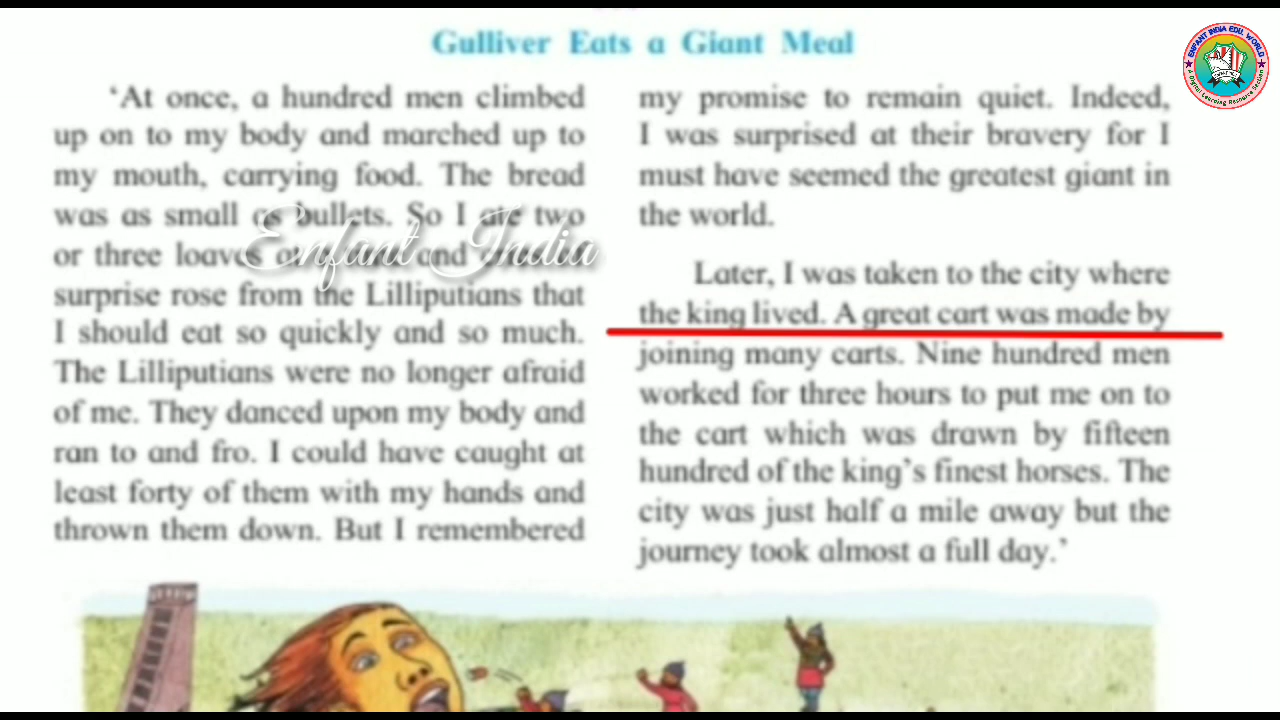 Gulliver Eats a Giant Meal
‘At once, a hundred men climbed
up on to my body and marched up to
my mouth, carrying food. The bread
was as small as bullets. So I ate two
or three loaves at and
surprise rose from the Lilliputians that
I should eat so quickly and so much.
The Lilliputians were no longer afraid
of me. They danced upon my body and
ran to and fro. I could have caught at
least forty of them with my hands and
thrown them down. But I remembered
my promise to remain quiet. Indeed,
I was surprised at their bravery for I
must have seemed the greatest giant in
the world.
Later, I was taken to the city where
the king lived. A great cart was made by
joining many carts. Nine hundred men
worked for three hours to put me on to
the cart which was drawn by fifteen
hundred of the king’s finest horses. The
city was just half a mile away but the
journey took almost a full day.’
Enfant India
ENFANT INDIA EDU. WORLD